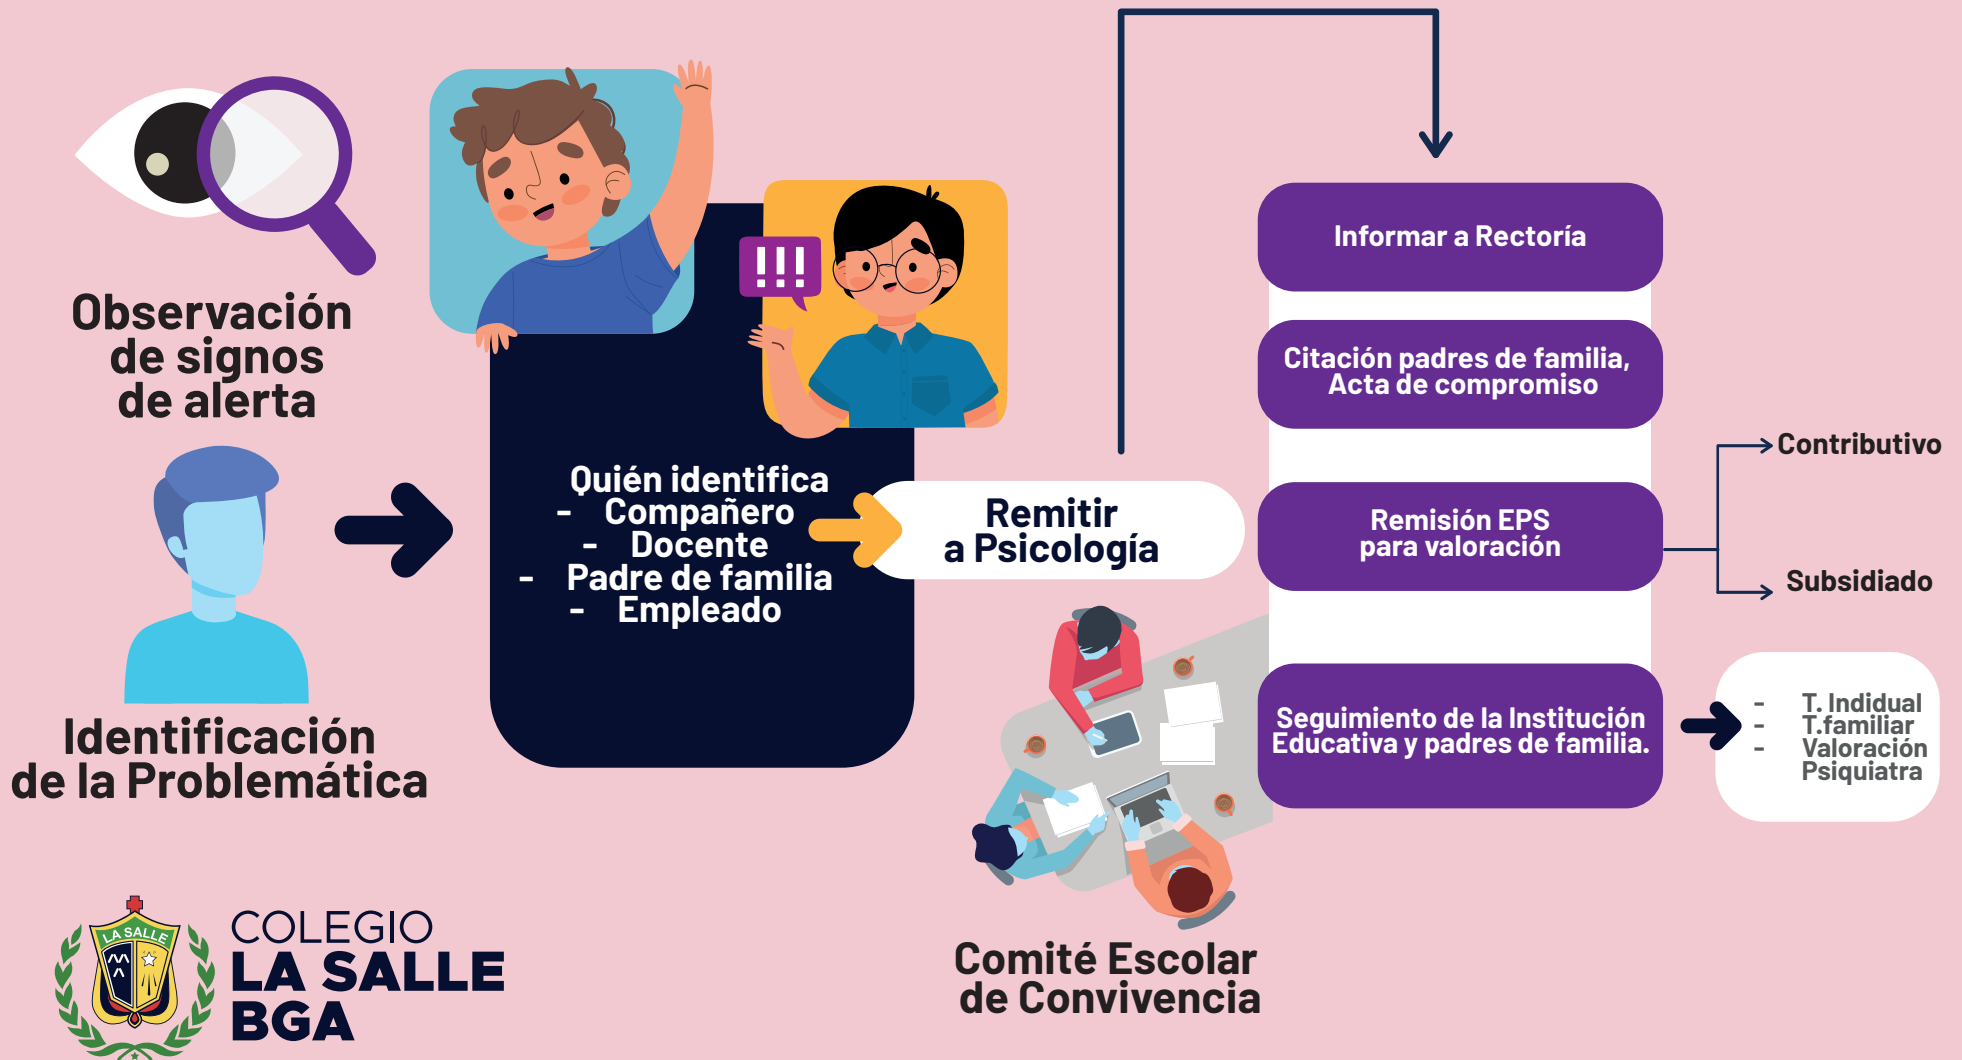 Observación
de signos
de alerta
Identificación
de la Problemática
!!!
Quién identifica
- Compañero
- Docente
- Padre de familia
- Empleado
Remitir
a Psicología
Informar a Rectoría
Citación padres de familia,
Acta de compromiso
Remisión EPS
para valoración
Contributivo
Subsidiado
Seguimiento de la Institución
Educativa y padres de familia.
- T. Indidual
- T.familiar
- Valoración
Psiquiatra
Comité Escolar
de Convivencia
LA SALLE
COLEGIO
LA SALLE
BGA